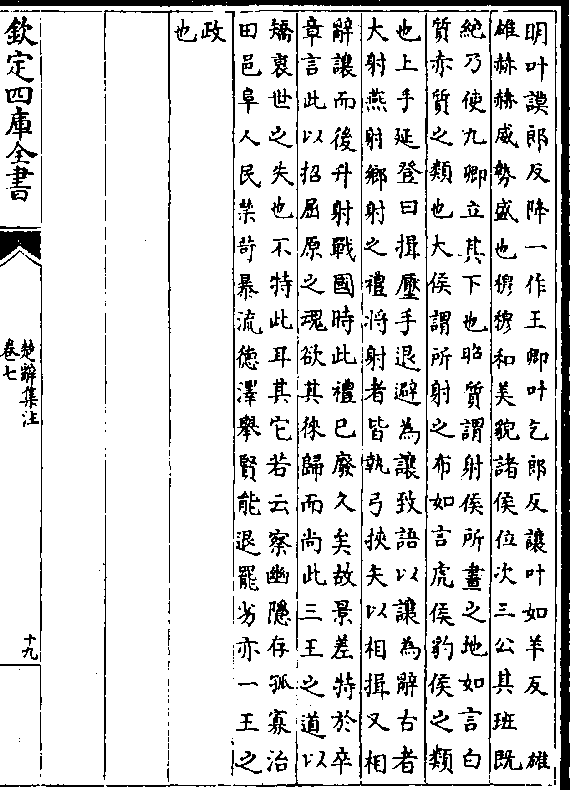 明叶謨郎反降一作王卿叶乞郎反讓叶如羊反　雄
雄赫赫威勢盛也穆穆和美貌諸侯位次三公其班既
絕乃使九卿立其下也昭質謂射侯所畫之地如言白
質亦質之類也大侯謂所射之布如言虎侯豹侯之類
也上手延登曰揖壓手退避為讓致語以讓為辭古者
大射燕射鄉射之禮將射者皆執弓挾矢以相揖又相
辭讓而後升射戰國時此禮已廢久矣故景差特於卒
章言此以招屈原之魂欲其徠歸而尚此三王之道以
矯衰世之失也不特此耳其它若云察幽隱存孤寡治
田邑阜人民禁苛暴流德澤舉賢能退罷劣亦一王之
政
也
欽定四庫全書
楚辭集注
卷七
十九